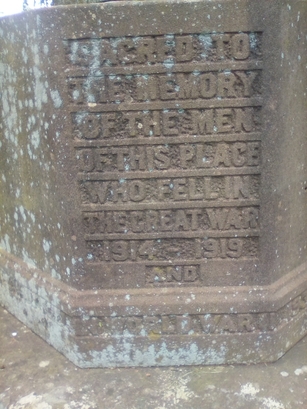 SACRED TO
THE MEMORY
OF THE MEN
OF THIS PLACE
WHO FELL IN
THE GREAT WAR
1914 - 1919
AND